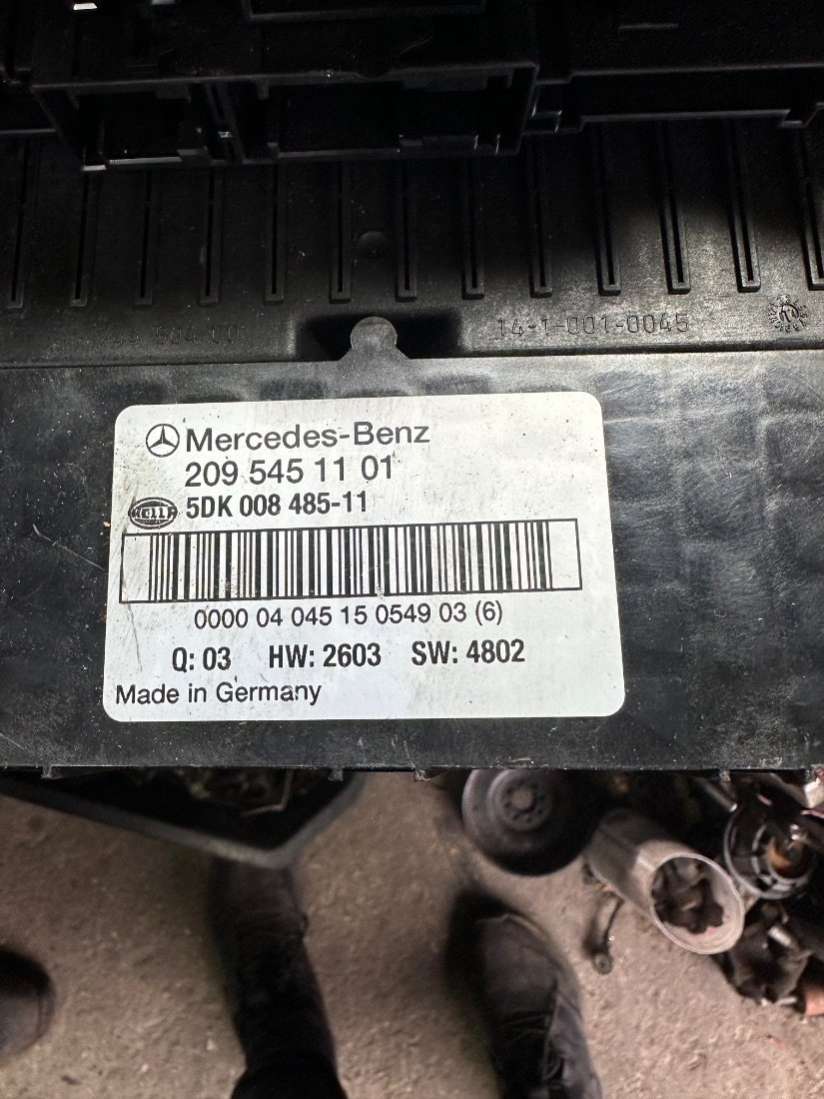 14-1-001-0045
Mercedes-Benz
209 545 11 01
HELLA 5DK 008 485-11
0000 04 045 15 0549 03 (6)
Q: 03 HW: 2603 SW: 4802
Made in Germany